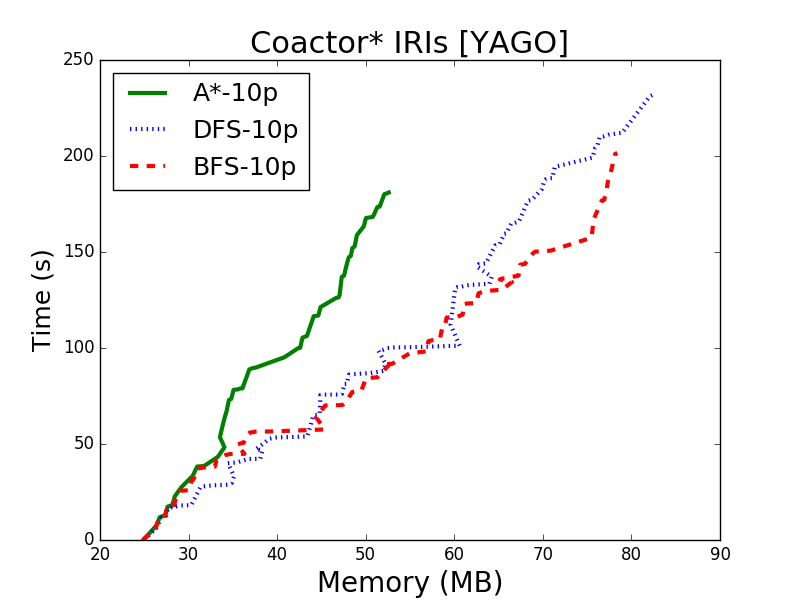 Coactor* IRIs [YAGO]
250
200
150
100
50
0
Time (s)
A*-10p
DFS-10p
BFS-10p
20 30 40 50 60 70 80 90
Memory (MB)